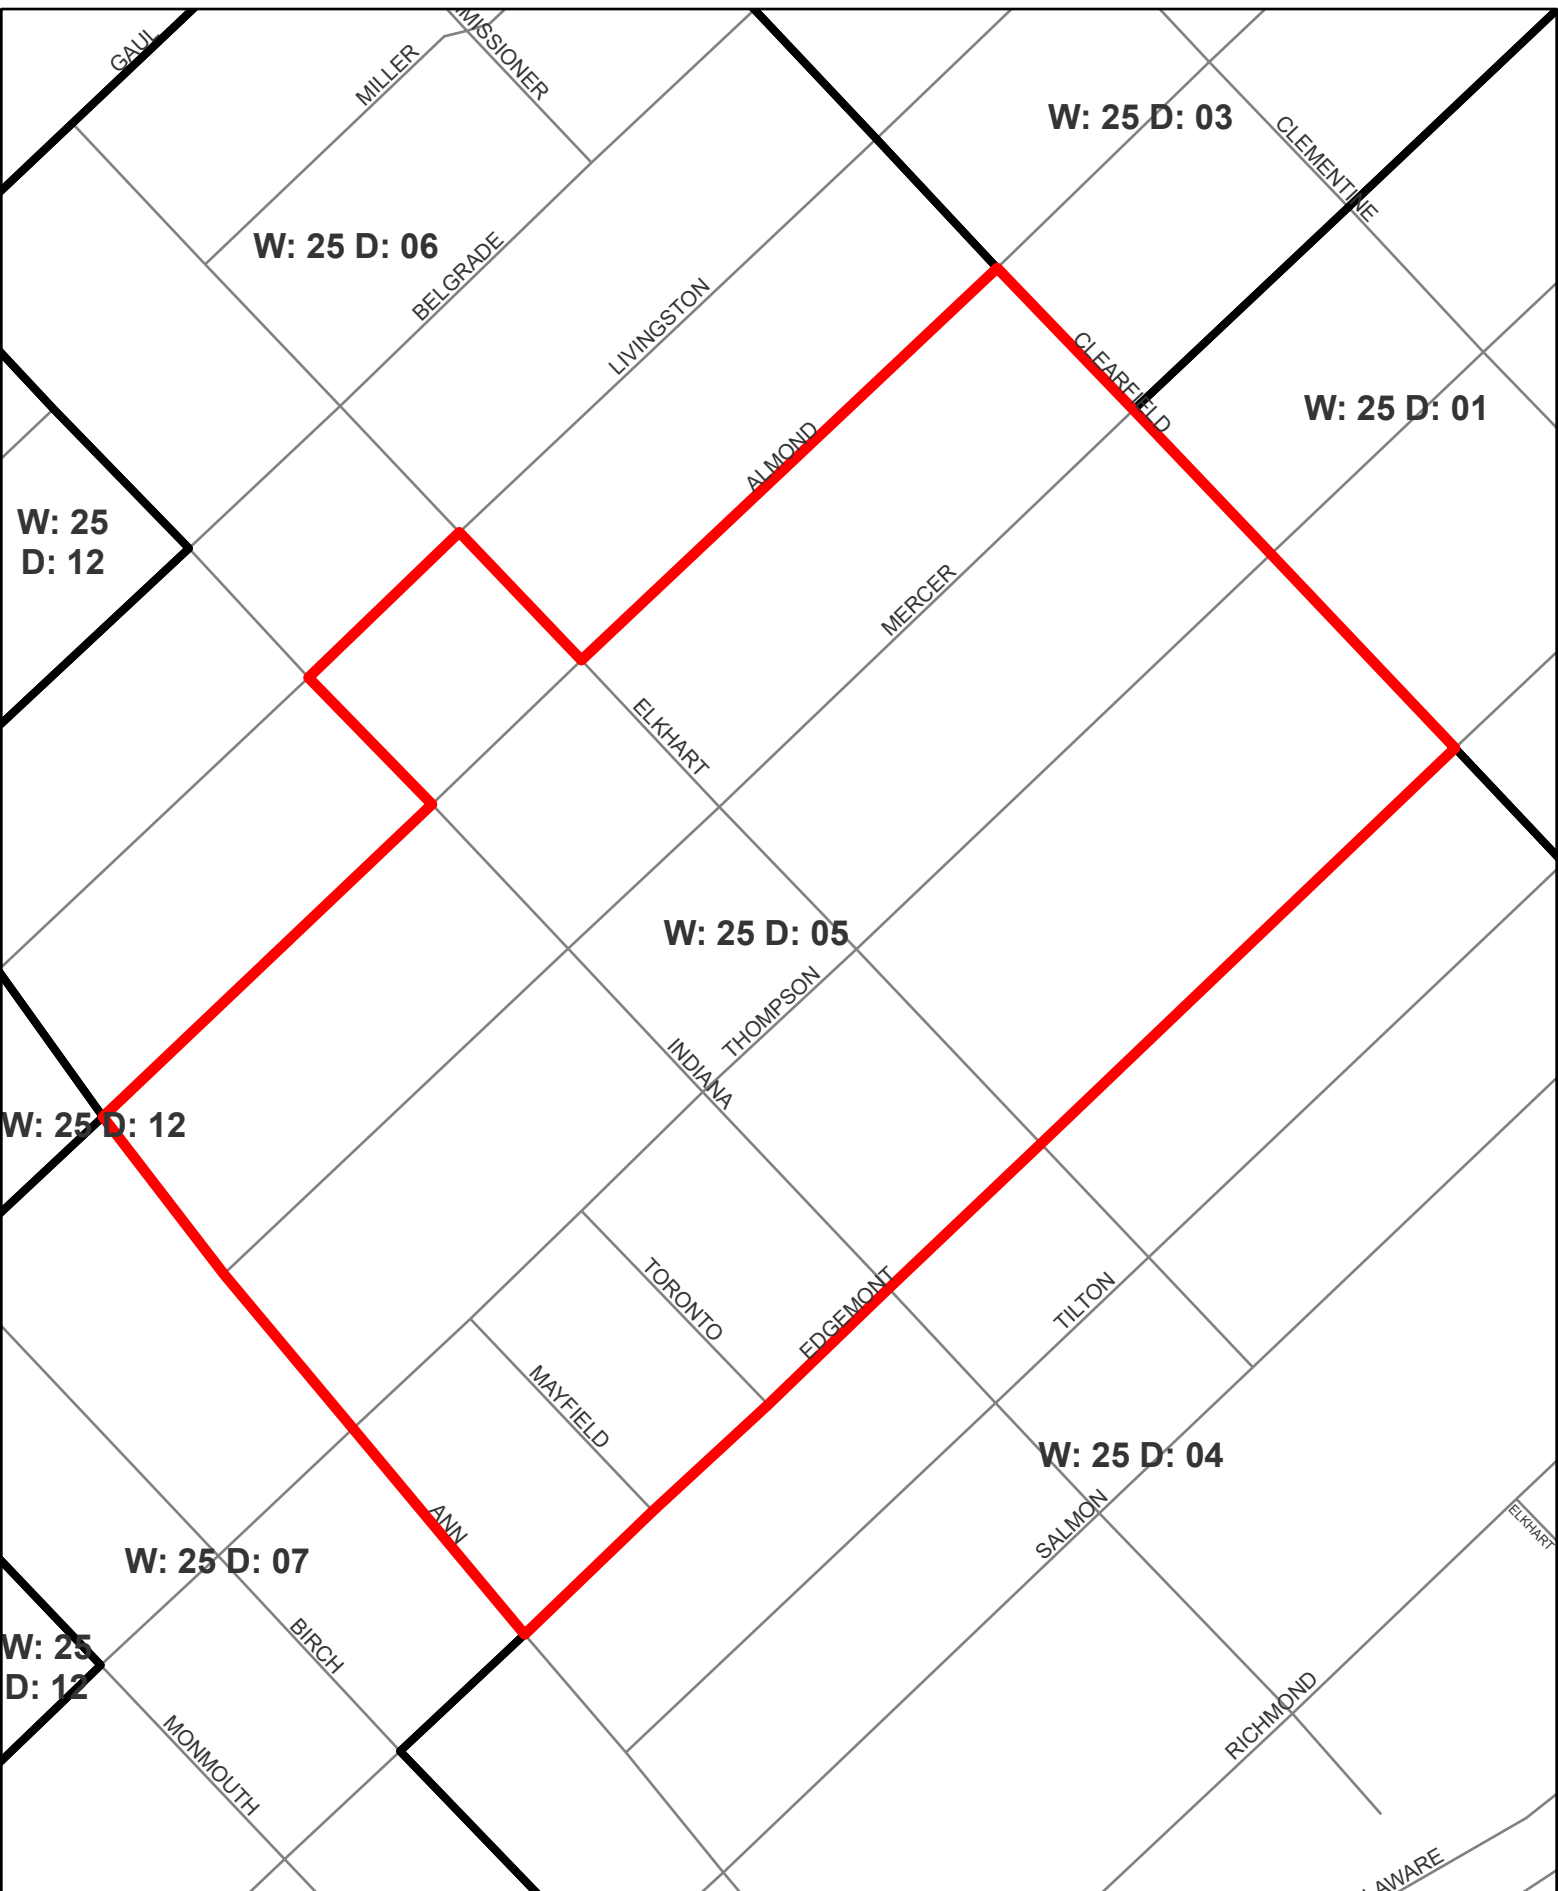 GAUL
MILLER
MISSIONER
W: 25 D: 03
CLEMENTINE
W: 25 D: 06
BELGRADE
LIVINGSTON
CLEARFIELD
W: 25 D: 01
ALMOND
W: 25
D: 12
MERCER
ELKHART
W: 25 D: 05
THOMPSON
INDIANA
W: 25 D: 12
TORONTO
EDGEMONT
TILTON
MAYFIELD
W: 25 D: 04
SALMON
ELKHART
ANN
W: 25 D: 07
BIRCH
W: 25
D: 12
MONMOUTH
RICHMOND
LAWARE